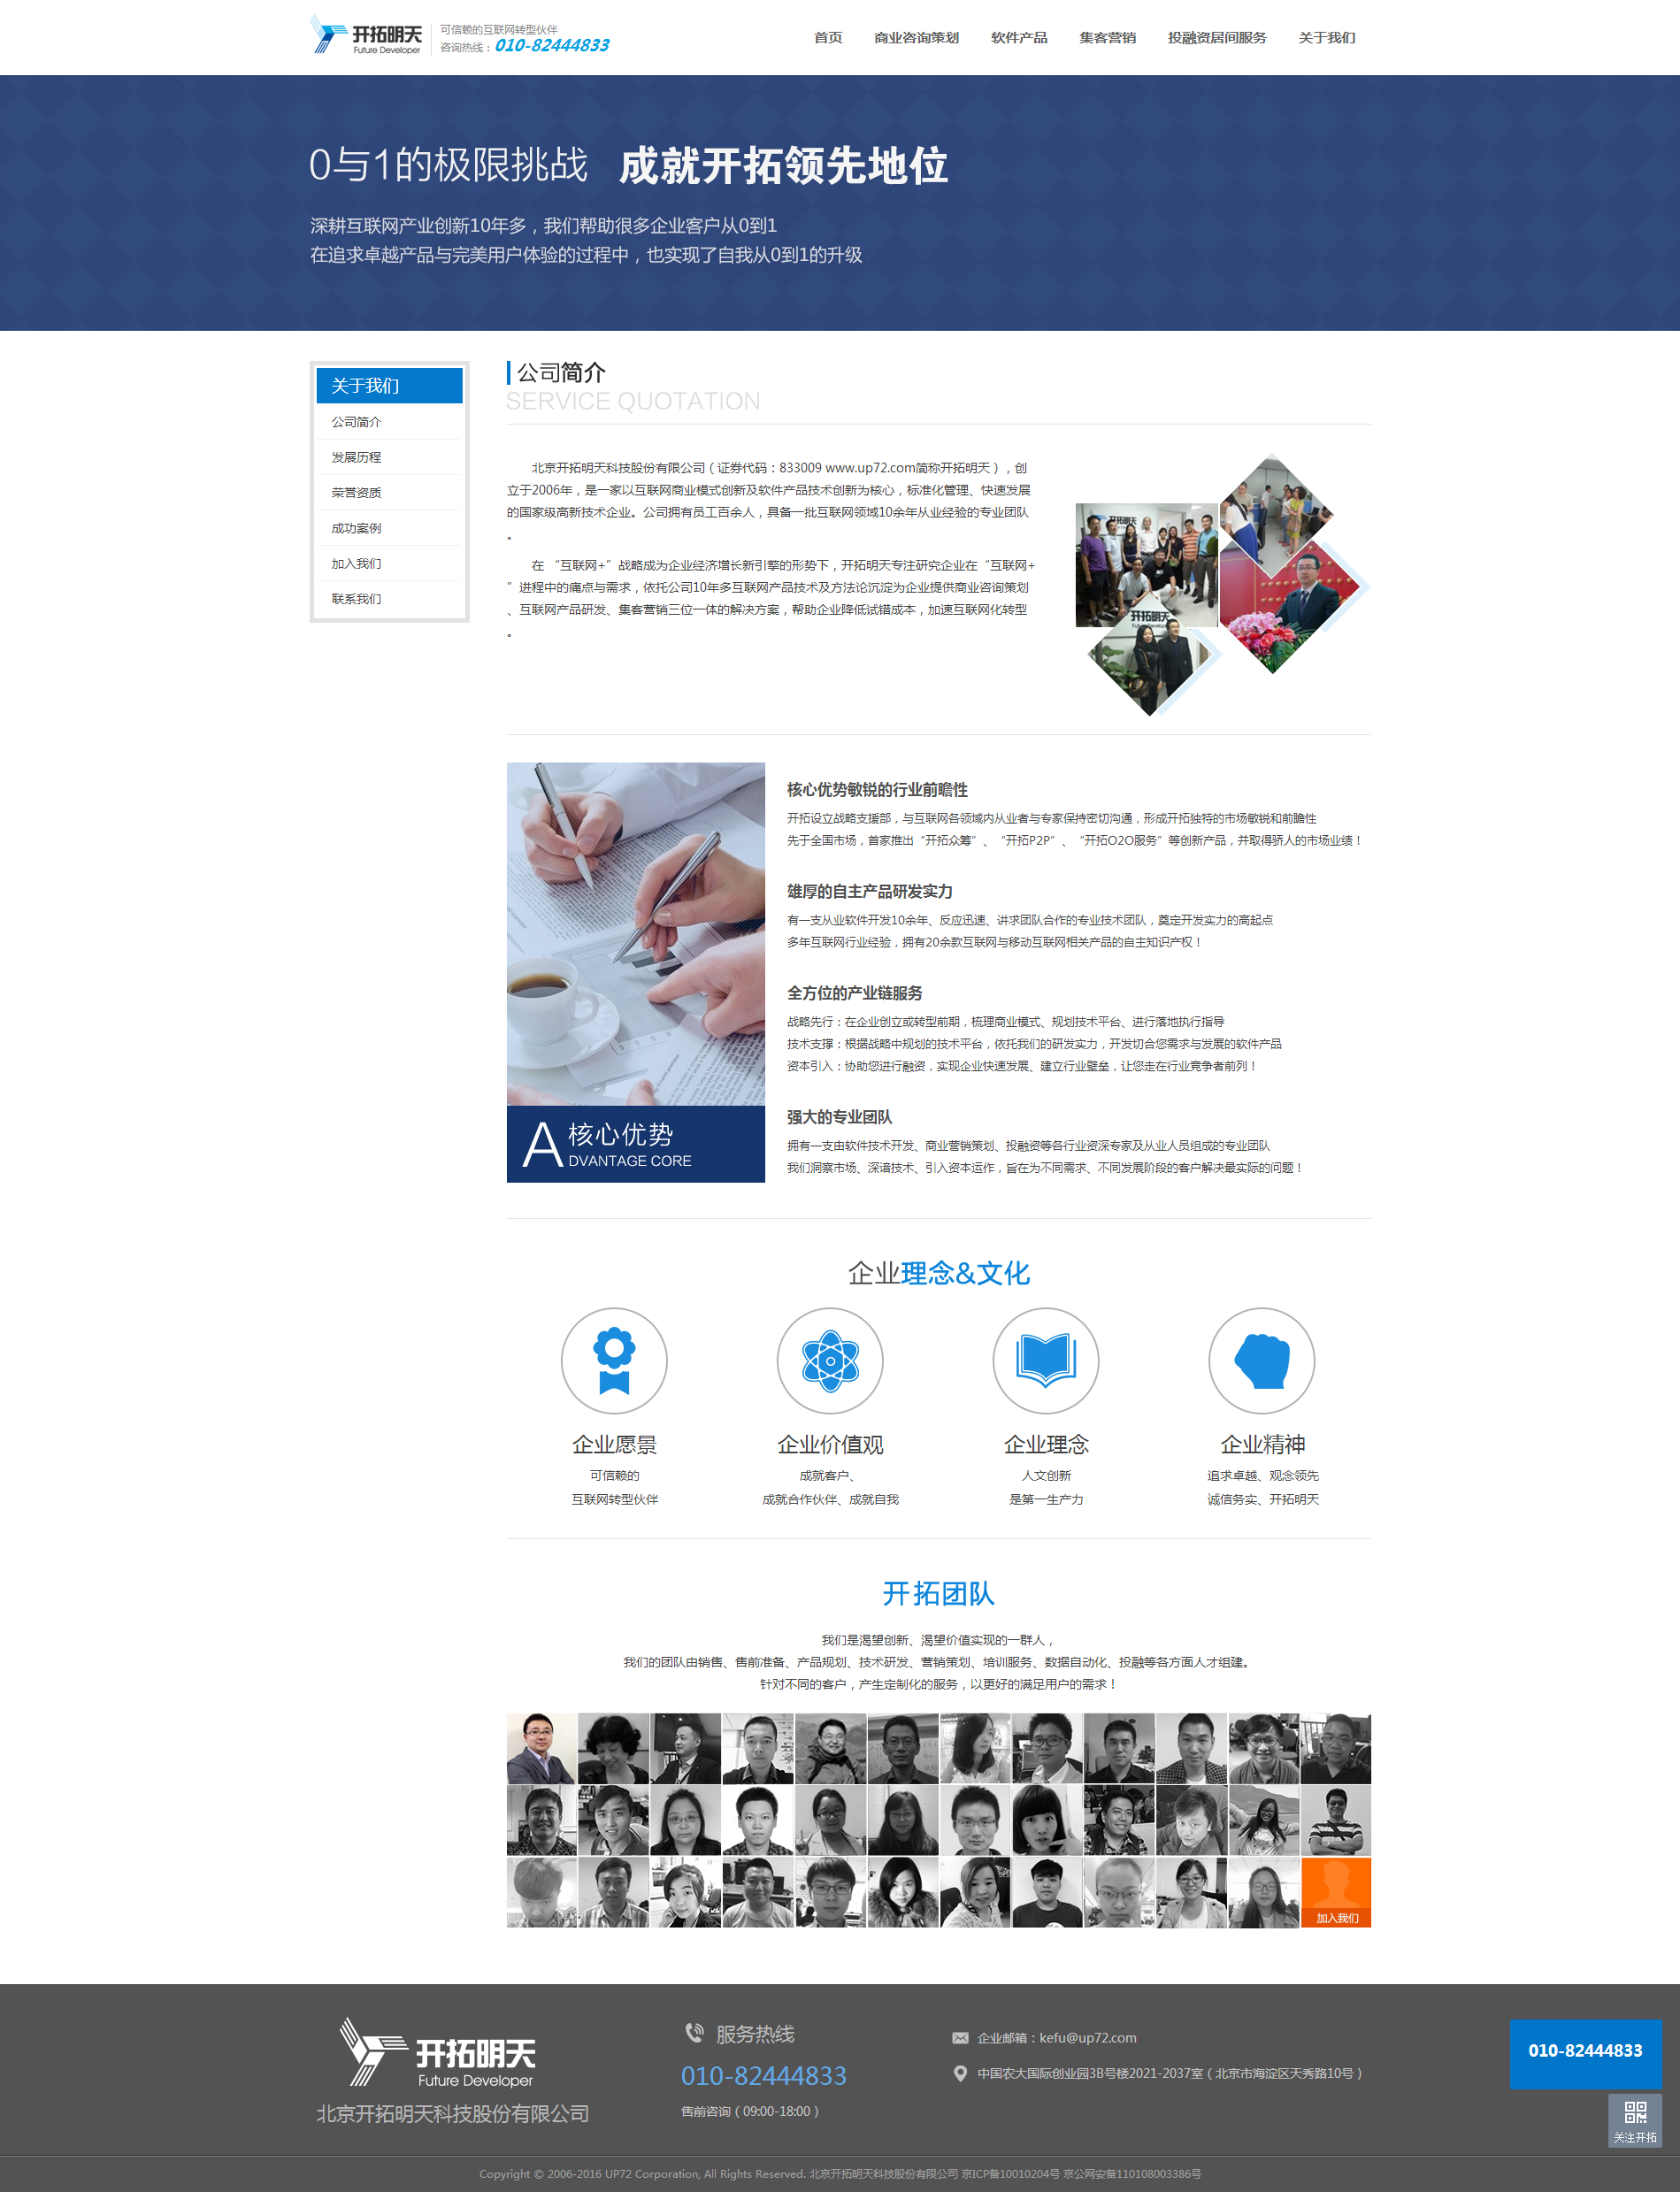 开拓明天
Future Developer
可信赖的互联网转型伙伴
咨询热线：010-82444833
首页 商业咨询策划 软件产品 集客营销 投融资居间服务 关于我们
0与1的极限挑战 成就开拓领先地位
深耕互联网产业创新10年多，我们帮助很多企业客户从0到1
在追求卓越产品与完美用户体验的过程中，也实现了自我从0到1的升级
关于我们
公司简介
发展历程
荣誉资质
成功案例
加入我们
联系我们
公司简介
SERVICE QUOTATION
北京开拓明天科技股份有限公司（证券代码：833009 www.up72.com简称开拓明天），创
立于2006年，是一家以互联网商业模式创新及软件产品技术创新为核心，标准化管理、快速发展
的国家级高新技术企业。公司拥有员工百余人，具备一批互联网领域10余年从业经验的专业团队
。
在 “互联网+”战略成为企业经济增长新引擎的形势下，开拓明天专注研究企业在“互联网+
”进程中的痛点与需求，依托公司10年多互联网产品技术及方法论沉淀为企业提供商业咨询策划
、互联网产品研发、集客营销三位一体的解决方案，帮助企业降低试错成本，加速互联网化转型
。
开拓明天
开拓明天
核心优势
ADVANTAGE CORE
核心优势敏锐的行业前瞻性
开拓设立战略支援部，与互联网各领域内从业者与专家保持密切沟通，形成开拓独特的市场敏锐和前瞻性
先于全国市场，首家推出“开拓众筹”、“开拓P2P”、“开拓O2O服务”等创新产品，并取得骄人的市场业绩！
雄厚的自主产品研发实力
有一支从业软件开发10余年、反应迅速、讲求团队合作的专业技术团队，奠定开发实力的高起点
多年互联网行业经验，拥有20余款互联网与移动互联网相关产品的自主知识产权！
全方位的产业链服务
战略先行：在企业创立或转型前期，梳理商业模式、规划技术平台、进行落地执行指导
技术支撑：根据战略中规划的技术平台，依托我们的研发实力，开发切合您需求与发展的软件产品
资本引入：协助您进行融资，实现企业快速发展、建立行业壁垒，让您走在行业竞争者前列！
强大的专业团队
拥有一支由软件技术开发、商业营销策划、投融资等各行业资深专家及从业人员组成的专业团队
我们洞察市场、深谙技术、引入资本运作，旨在为不同需求、不同发展阶段的客户解决最实际的问题！
企业理念&文化
企业愿景 企业价值观 企业理念 企业精神
可信赖的 成就客户、 人文创新 追求卓越、观念领先
互联网转型伙伴 成就合作伙伴、成就自我 是第一生产力 诚信务实、开拓明天
开拓团队
我们是渴望创新、渴望价值实现的一群人，
我们的团队由销售、售前准备、产品规划、技术研发、营销策划、培训服务、数据自动化、投融等各方面人才组建。
针对不同的客户，产生定制化的服务，以更好的满足用户的需求！
加入我们
开拓明天
Future Developer
北京开拓明天科技股份有限公司
服务热线
010-82444833
售前咨询（09:00-18:00）
企业邮箱：kefu@up72.com
中国农大国际创业园3B号楼2021-2037室（北京市海淀区天秀路10号）
010-82444833
关注开拓
Copyright © 2006-2016 UP72 Corporation, All Rights Reserved. 北京开拓明天科技股份有限公司 京ICP备10010204号 京公网安备110108003386号